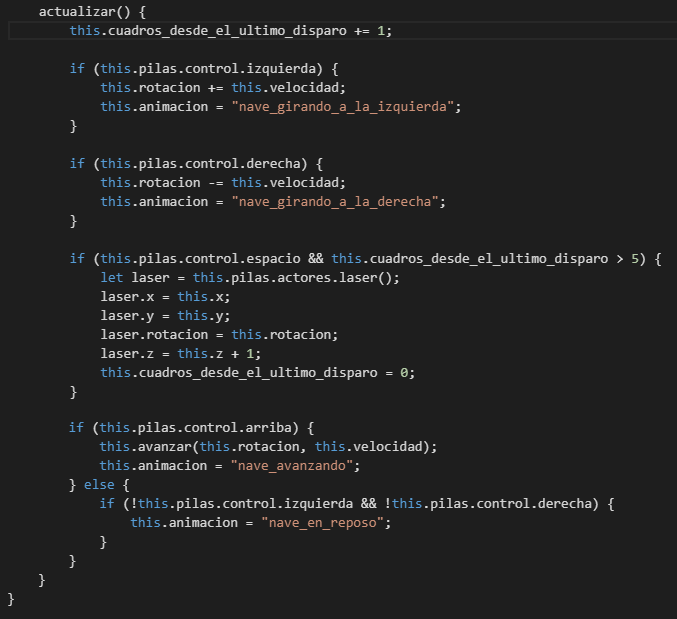 actualizar() {
this.cuadros_desde_el_ultimo_disparo += 1;
if (this.pilas.control.izquierda) {
this.rotacion += this.velocidad;
this.animacion = "nave_girando_a_la_izquierda";
}
if (this.pilas.control.derecha) {
this.rotacion -= this.velocidad;
this.animacion = "nave_girando_a_la_derecha";
}
if (this.pilas.control.espacio && this.cuadros_desde_el_ultimo_disparo > 5) {
let laser = this.pilas.actores.laser();
laser.x = this.x;
laser.y = this.y;
laser.rotacion = this.rotacion;
laser.z = this.z + 1;
this.cuadros_desde_el_ultimo_disparo = 0;
}
if (this.pilas.control.arriba) {
this.avanzar(this.rotacion, this.velocidad);
this.animacion = "nave_avanzando";
} else {
if (!this.pilas.control.izquierda && !this.pilas.control.derecha) {
this.animacion = "nave_en_reposo";
}
}
}
}